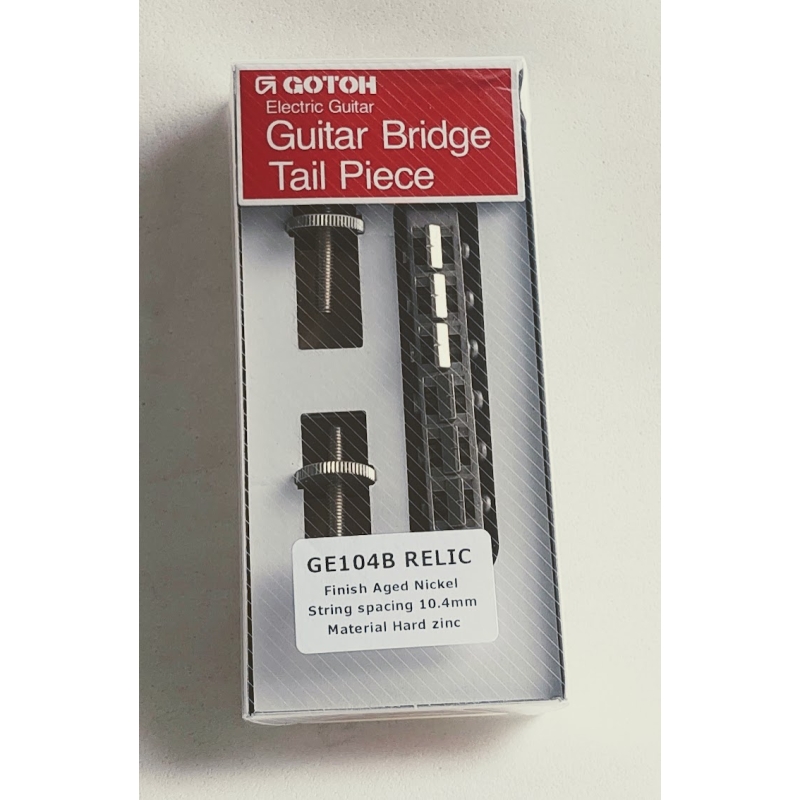 GOTOH
Electric Guitar
Guitar Bridge
Tail Piece
GE104B RELIC
Finish Aged Nickel
String spacing 10.4mm
Material Hard zinc